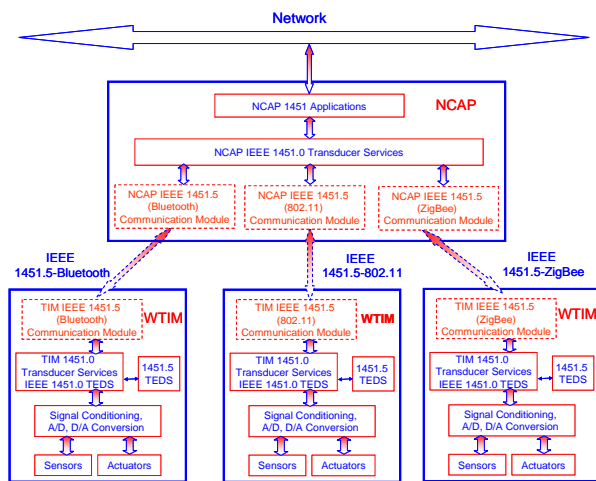 Network
NCAP 1451 Applications
NCAP
NCAP IEEE 1451.0 Transducer Services
NCAP IEEE 1451.5
(Bluetooth)
Communication Module
NCAP IEEE 1451.5
(802.11)
Communication Module
NCAP IEEE 1451.5
(ZigBee)
Communication Module
IEEE
1451.5-Bluetooth
IEEE
1451.5-802.11
IEEE
1451.5-ZigBee
TIM IEEE 1451.5
(Bluetooth)
Communication Module
WTIM
TIM 1451.0
Transducer Services
IEEE 1451.0 TEDS
1451.5
TEDS
Signal Conditioning,
A/D, D/A Conversion
Sensors
Actuators
TIM IEEE 1451.5
(802.11)
Communication Module
WTIM
TIM 1451.0
Transducer Services
IEEE 1451.0 TEDS
1451.5
TEDS
Signal Conditioning,
A/D, D/A Conversion
Sensors
Actuators
TIM IEEE 1451.5
(ZigBee)
Communication Module
WTIM
TIM 1451.0
Transducer Services
IEEE 1451.0 TEDS
1451.5
TEDS
Signal Conditioning,
A/D, D/A Conversion
Sensors
Actuators